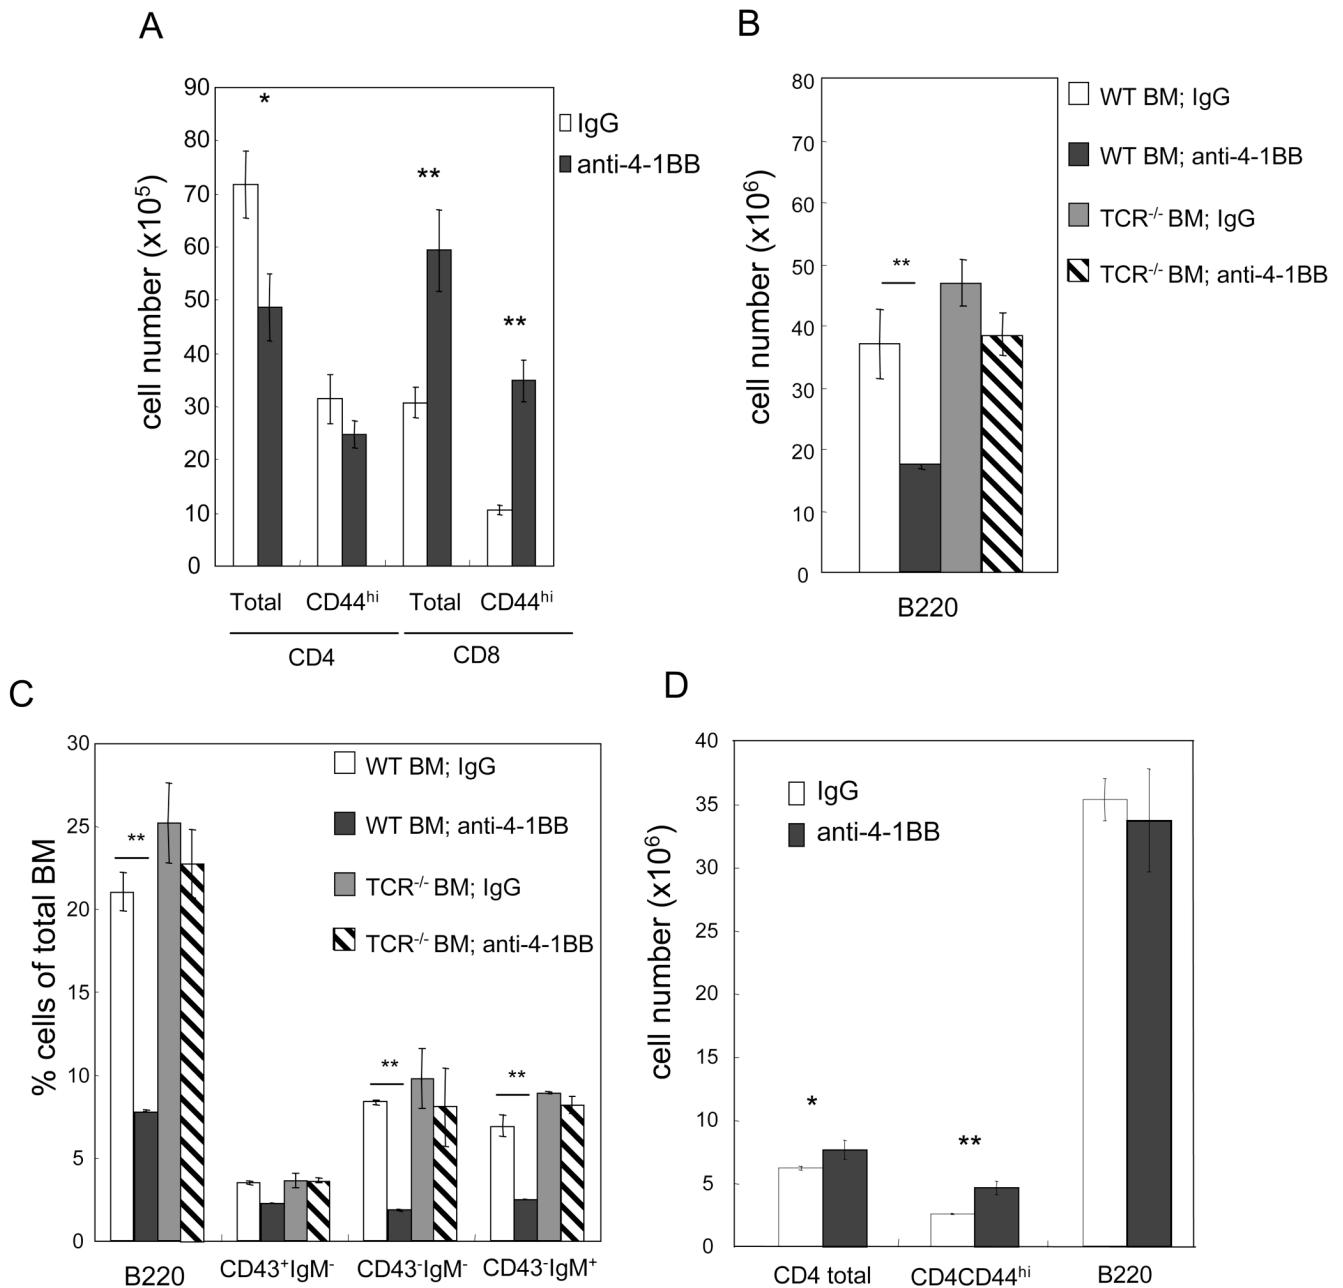 A
cell number (x10⁵)
90
80
70
60
50
40
30
20
10
0
*
**
**
IgG
anti-4-1BB
Total CD44ʰⁱ Total CD44ʰⁱ
CD4 CD8
B
cell number (x10⁶)
80
70
60
50
40
30
20
10
0
**
WT BM; IgG
WT BM; anti-4-1BB
TCR⁻/⁻ BM; IgG
TCR⁻/⁻ BM; anti-4-1BB
B220
C
% cells of total BM
30
25
20
15
10
5
0
**
**
**
WT BM; IgG
WT BM; anti-4-1BB
TCR⁻/⁻ BM; IgG
TCR⁻/⁻ BM; anti-4-1BB
B220 CD43⁺IgM⁻ CD43⁻IgM⁻ CD43⁻IgM⁺
D
cell number (x10⁶)
40
35
30
25
20
15
10
5
0
IgG
anti-4-1BB
*
**
CD4 total CD4CD44ʰⁱ B220